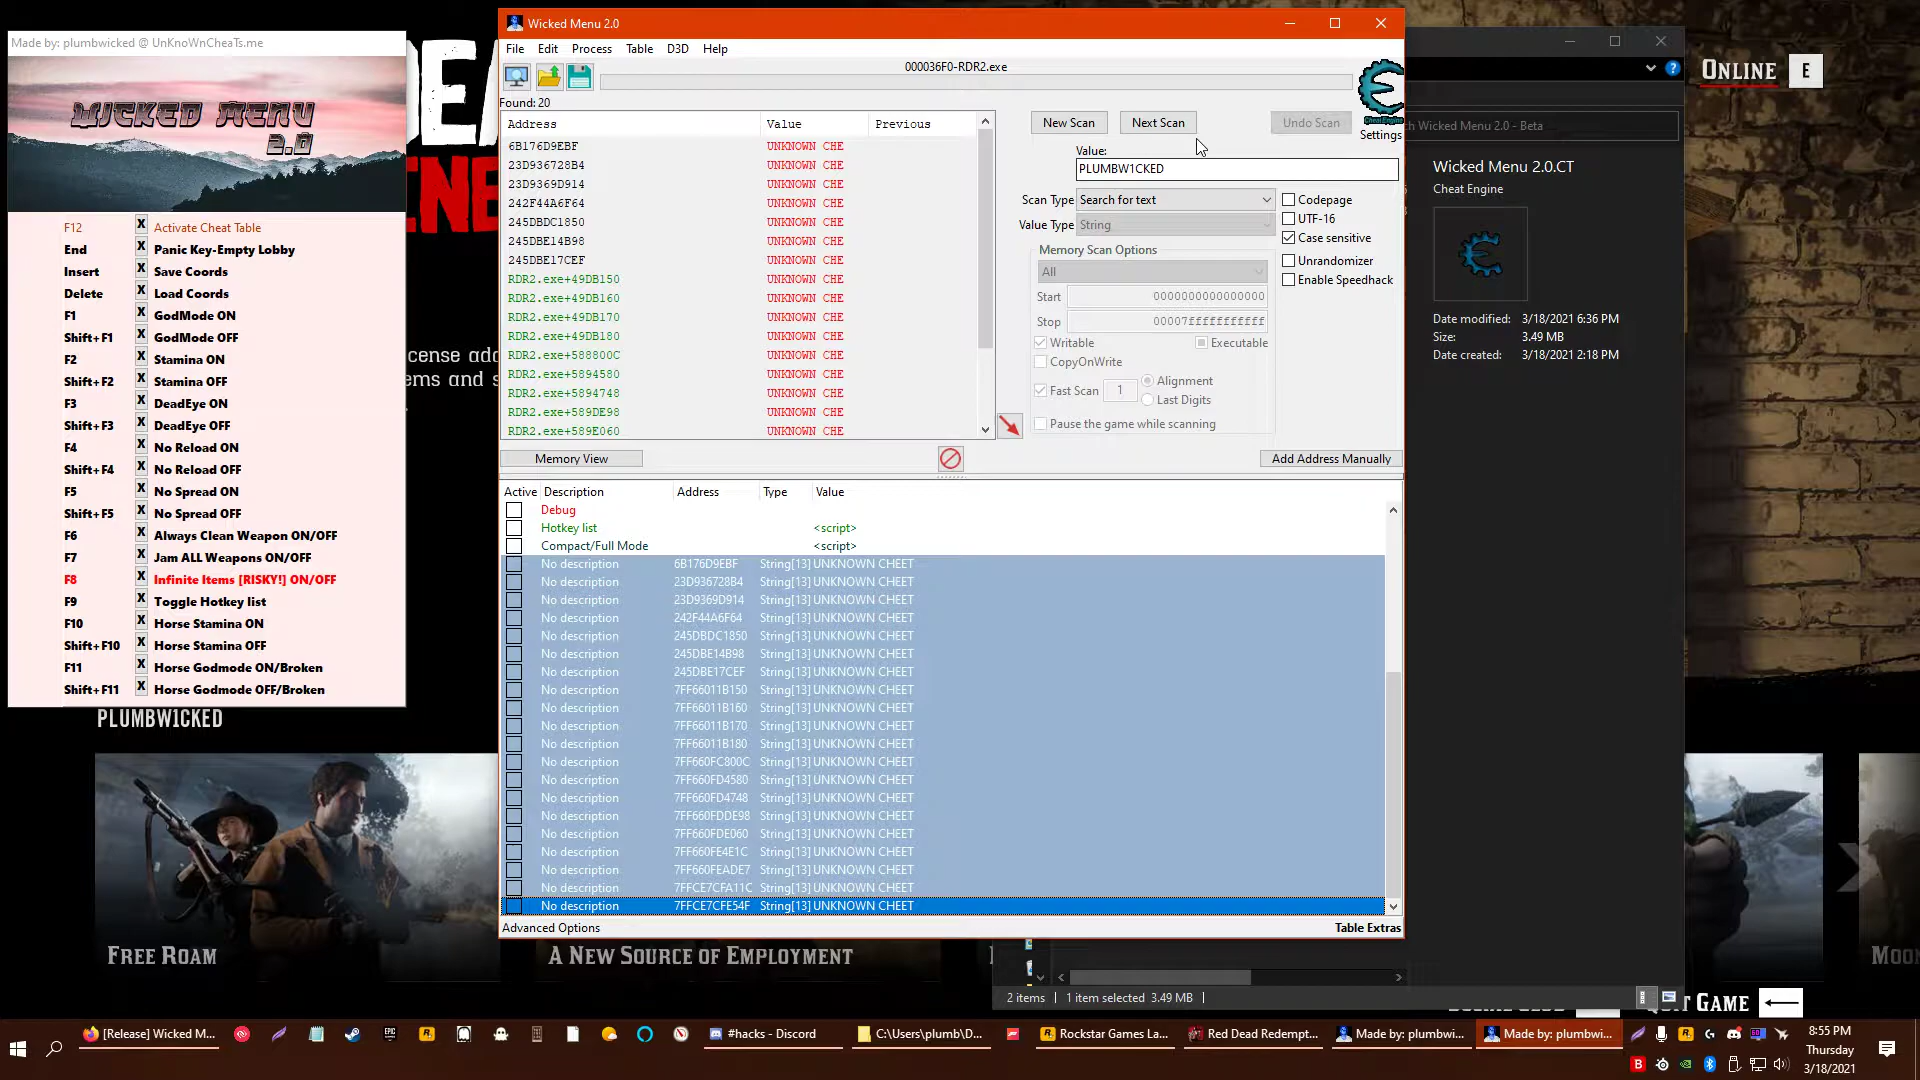 Made by: plumbwicked @ UnKnoWnCheaTs.me
WICKED MENU
2.0
F12 X Activate Cheat Table
End X Panic Key-Empty Lobby
Insert X Save Coords
Delete X Load Coords
F1 X GodMode ON
Shift+F1 X GodMode OFF
F2 X Stamina ON
Shift+F2 X Stamina OFF
F3 X DeadEye ON
Shift+F3 X DeadEye OFF
F4 X No Reload ON
Shift+F4 X No Reload OFF
F5 X No Spread ON
Shift+F5 X No Spread OFF
F6 X Always Clean Weapon ON/OFF
F7 X Jam ALL Weapons ON/OFF
F8 X Infinite Items [RISKY!] ON/OFF
F9 X Toggle Hotkey list
F10 X Horse Stamina ON
Shift+F10 X Horse Stamina OFF
F11 X Horse Godmode ON/Broken
Shift+F11 X Horse Godmode OFF/Broken
PLUMBW1CKED
FREE ROAM
A NEW SOURCE OF EMPLOYMENT
Wicked Menu 2.0
File Edit Process Table D3D Help
000036F0-RDR2.exe
Found: 20
Address Value Previous
6B176D9EBF UNKNOWN CHE
23D936728B4 UNKNOWN CHE
23D9369D914 UNKNOWN CHE
242F44A6F64 UNKNOWN CHE
245DBDC1850 UNKNOWN CHE
245DBE14B98 UNKNOWN CHE
245DBE17CEF UNKNOWN CHE
RDR2.exe+49DB150 UNKNOWN CHE
RDR2.exe+49DB160 UNKNOWN CHE
RDR2.exe+49DB170 UNKNOWN CHE
RDR2.exe+49DB180 UNKNOWN CHE
RDR2.exe+588800C UNKNOWN CHE
RDR2.exe+5894580 UNKNOWN CHE
RDR2.exe+5894748 UNKNOWN CHE
RDR2.exe+589DE98 UNKNOWN CHE
RDR2.exe+589E060 UNKNOWN CHE
Memory View
New Scan Next Scan Undo Scan
Cheat Engine
Settings
Value:
PLUMBW1CKED
Scan Type Search for text
Value Type String
Codepage
UTF-16
Case sensitive
Unrandomizer
Enable Speedhack
Memory Scan Options
All
Start 0000000000000000
Stop 00007fffffffffff
Writable Executable
CopyOnWrite
Fast Scan 1 Alignment
Last Digits
Pause the game while scanning
Add Address Manually
Active Description Address Type Value
Debug
Hotkey list <script>
Compact/Full Mode <script>
No description 6B176D9EBF String[13] UNKNOWN CHEET
No description 23D936728B4 String[13] UNKNOWN CHEET
No description 23D9369D914 String[13] UNKNOWN CHEET
No description 242F44A6F64 String[13] UNKNOWN CHEET
No description 245DBDC1850 String[13] UNKNOWN CHEET
No description 245DBE14B98 String[13] UNKNOWN CHEET
No description 245DBE17CEF String[13] UNKNOWN CHEET
No description 7FF66011B150 String[13] UNKNOWN CHEET
No description 7FF66011B160 String[13] UNKNOWN CHEET
No description 7FF66011B170 String[13] UNKNOWN CHEET
No description 7FF66011B180 String[13] UNKNOWN CHEET
No description 7FF660FC800C String[13] UNKNOWN CHEET
No description 7FF660FD4580 String[13] UNKNOWN CHEET
No description 7FF660FD4748 String[13] UNKNOWN CHEET
No description 7FF660FDDE98 String[13] UNKNOWN CHEET
No description 7FF660FDE060 String[13] UNKNOWN CHEET
No description 7FF660FE4E1C String[13] UNKNOWN CHEET
No description 7FF660FEADE7 String[13] UNKNOWN CHEET
No description 7FFCE7CFA11C String[13] UNKNOWN CHEET
No description 7FFCE7CFE54F String[13] UNKNOWN CHEET
Advanced Options Table Extras
Wicked Menu 2.0 - Beta
Wicked Menu 2.0.CT
Cheat Engine
Date modified: 3/18/2021 6:36 PM
Size: 3.49 MB
Date created: 3/18/2021 2:18 PM
2 items 1 item selected 3.49 MB
ONLINE E
GAME
[Release] Wicked M...
#hacks - Discord
C:\Users\plumb\D...
Rockstar Games La...
Red Dead Redempt...
Made by: plumbwi...
Made by: plumbwi...
8:55 PM
Thursday
3/18/2021